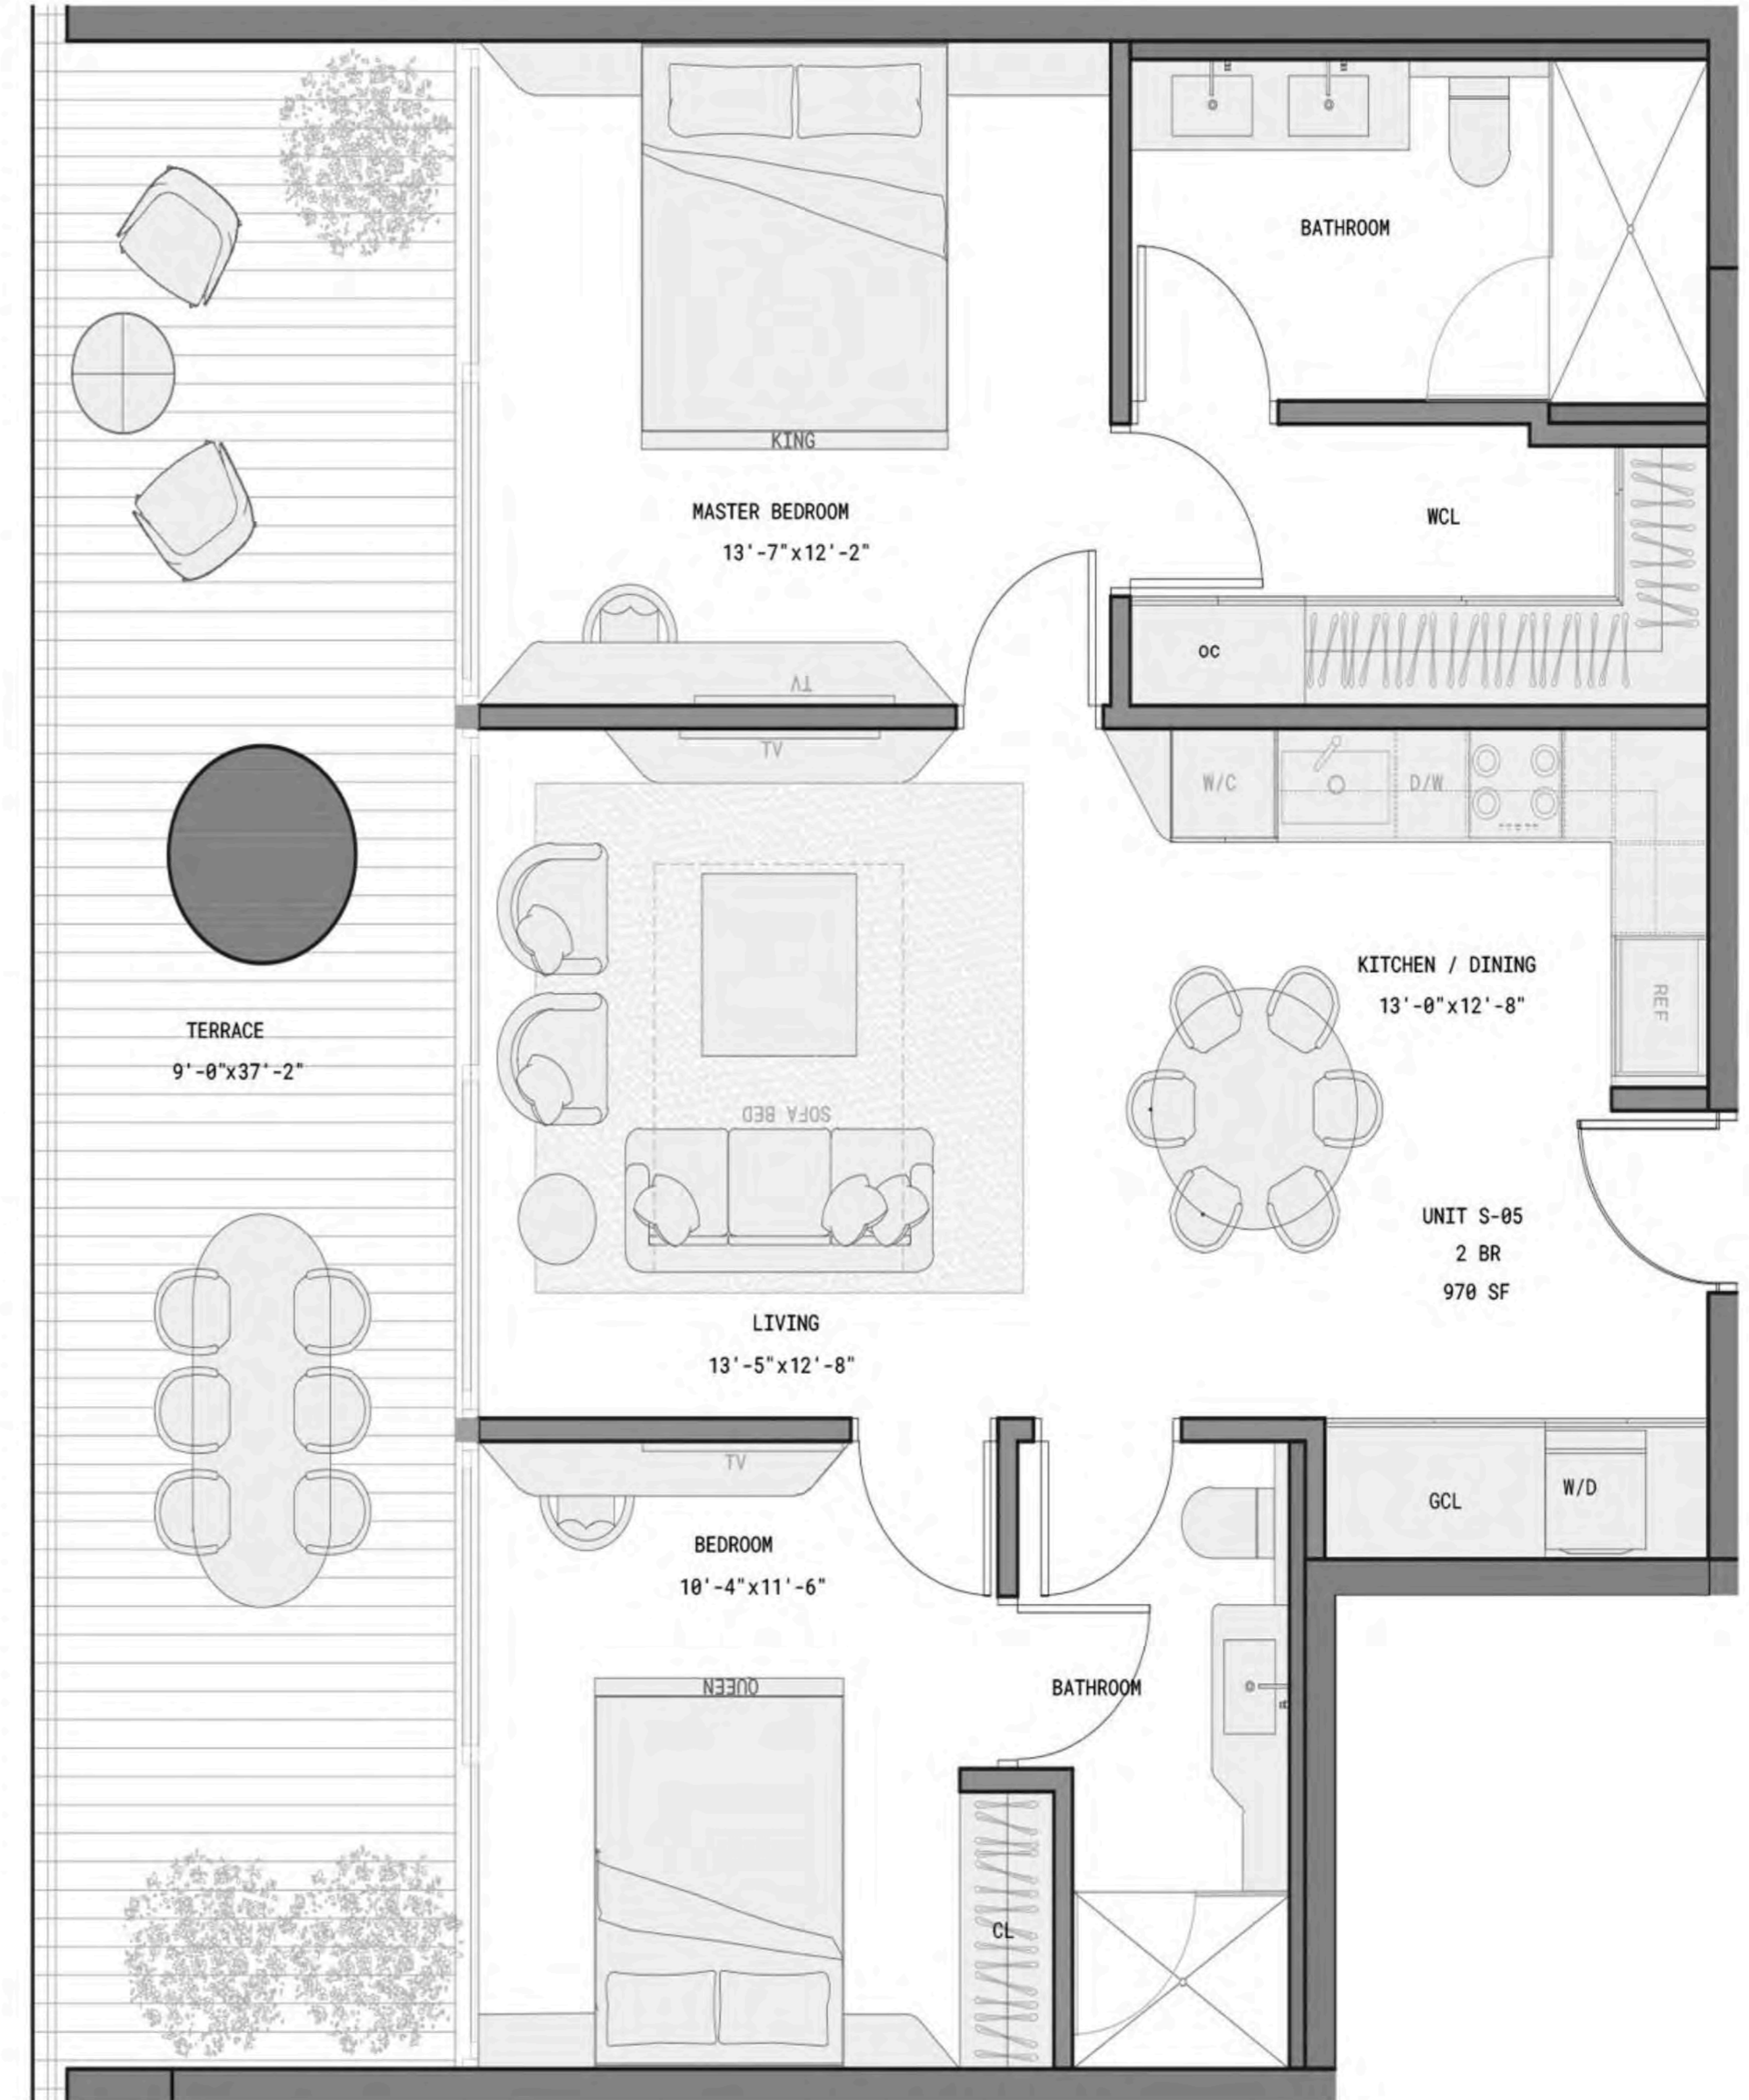 BATHROOM
KING
MASTER BEDROOM
13'-7"x12'-2"
WCL
OC
TV
TV
W/C
D/W
KITCHEN / DINING
13'-0"x12'-8"
REF
TERRACE
9'-0"x37'-2"
SOFA BED
UNIT S-05
2 BR
970 SF
LIVING
13'-5"x12'-8"
TV
GCL
W/D
BEDROOM
10'-4"x11'-6"
QUEEN
BATHROOM
CL